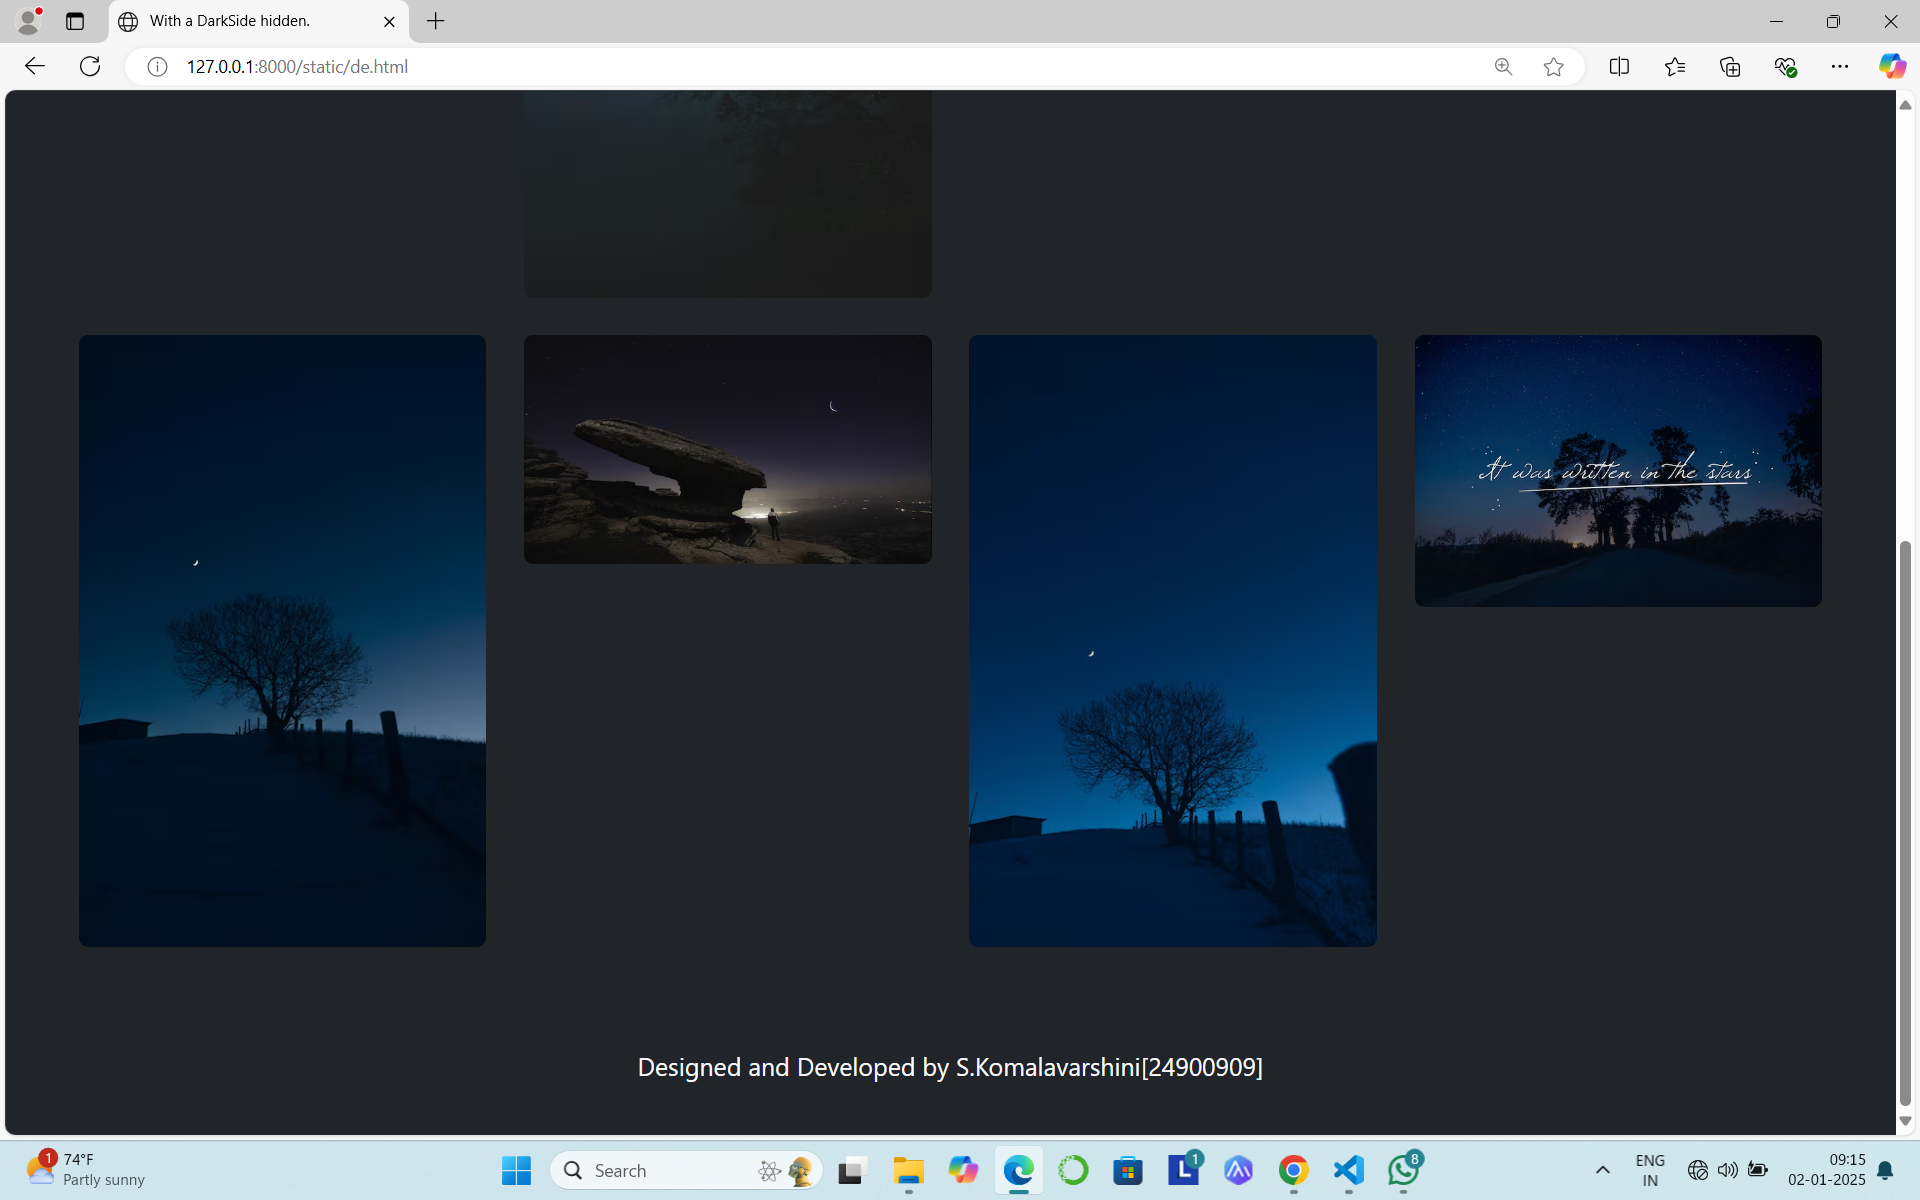 With a DarkSide hidden.
127.0.0.1:8000/static/de.html
It was written in the stars
Designed and Developed by S.Komalavarshini[24900909]
1
74°F
Partly sunny
Search
L
1
8
ENG
IN
09:15
02-01-2025